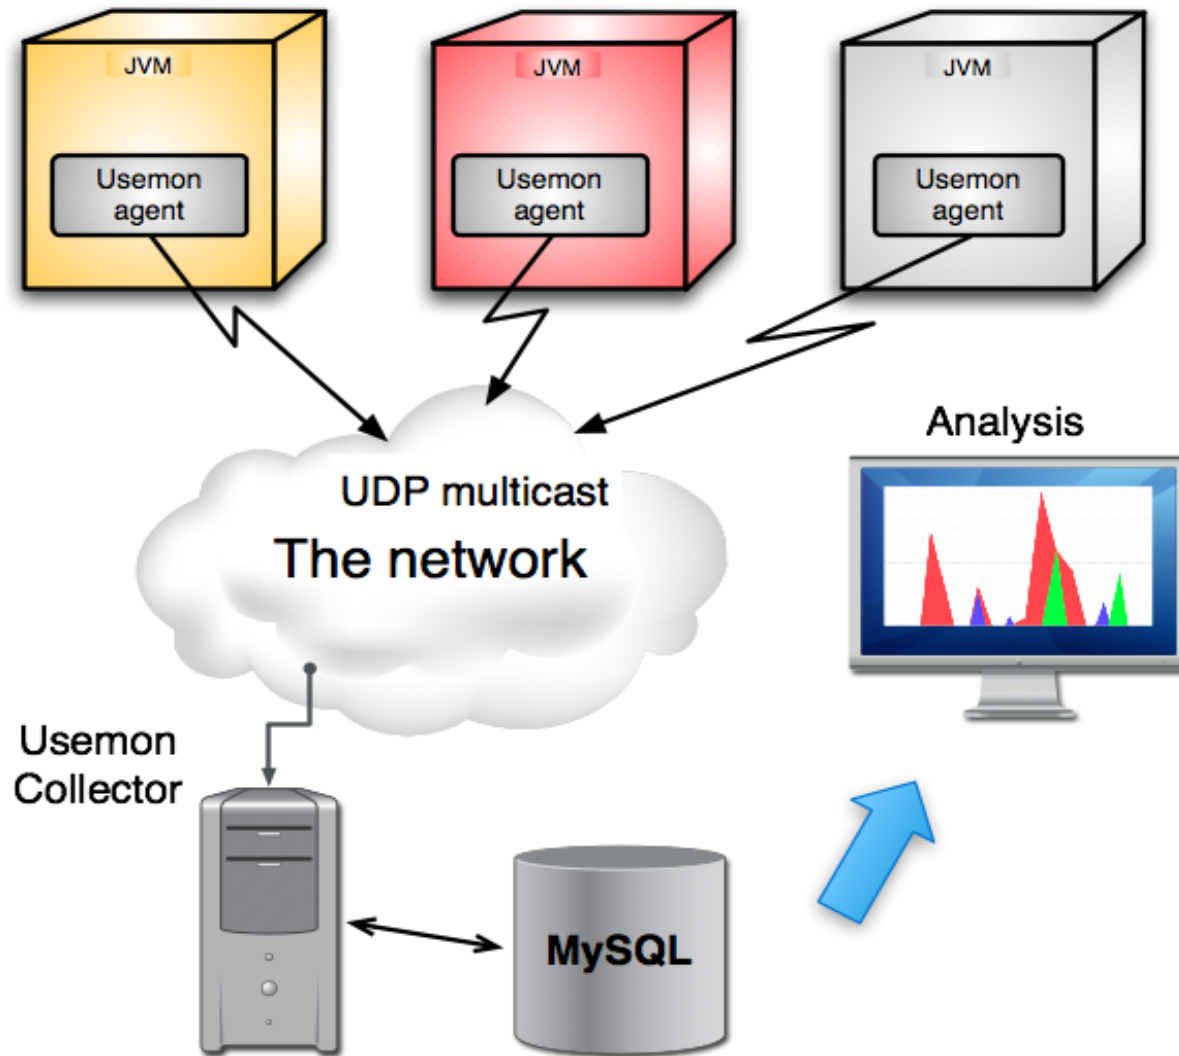 JVM
JVM
JVM
Usemon
agent
Usemon
agent
Usemon
agent
UDP multicast
The network
Analysis
Usemon
Collector
MySQL